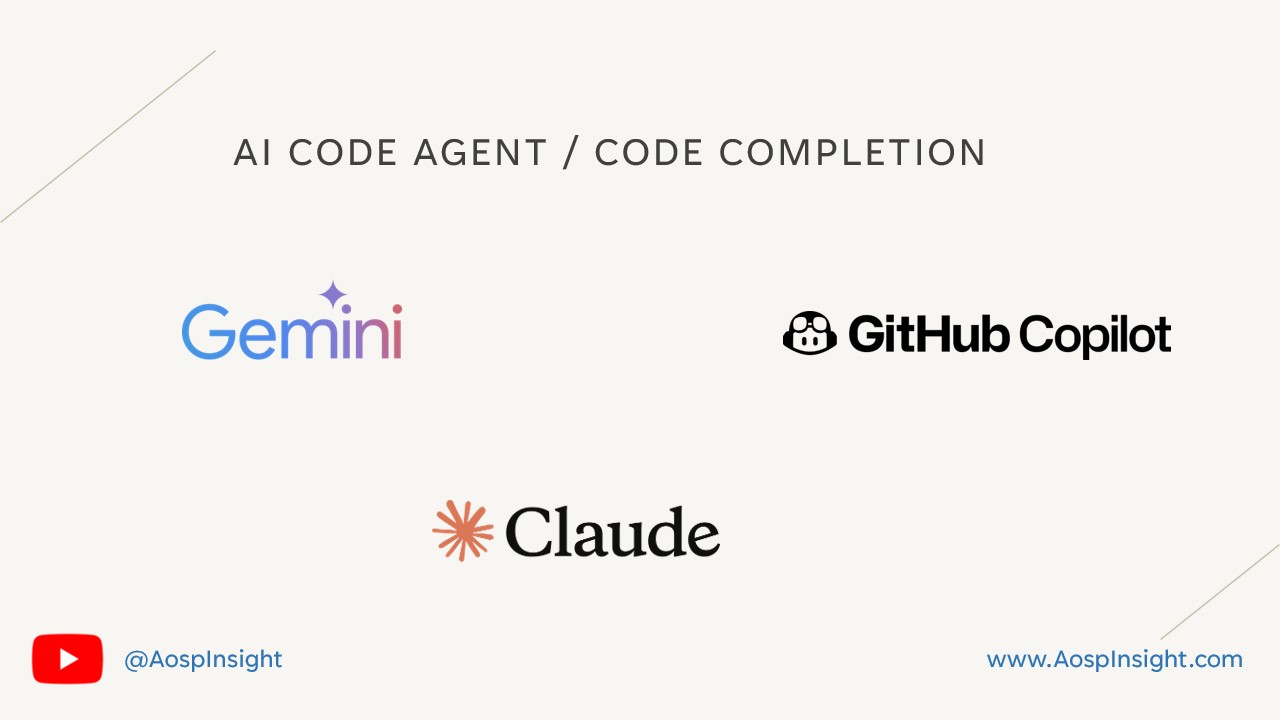 AI CODE AGENT / CODE COMPLETION
Gemini
GitHub Copilot
Claude
@AospInsight
www.AospInsight.com